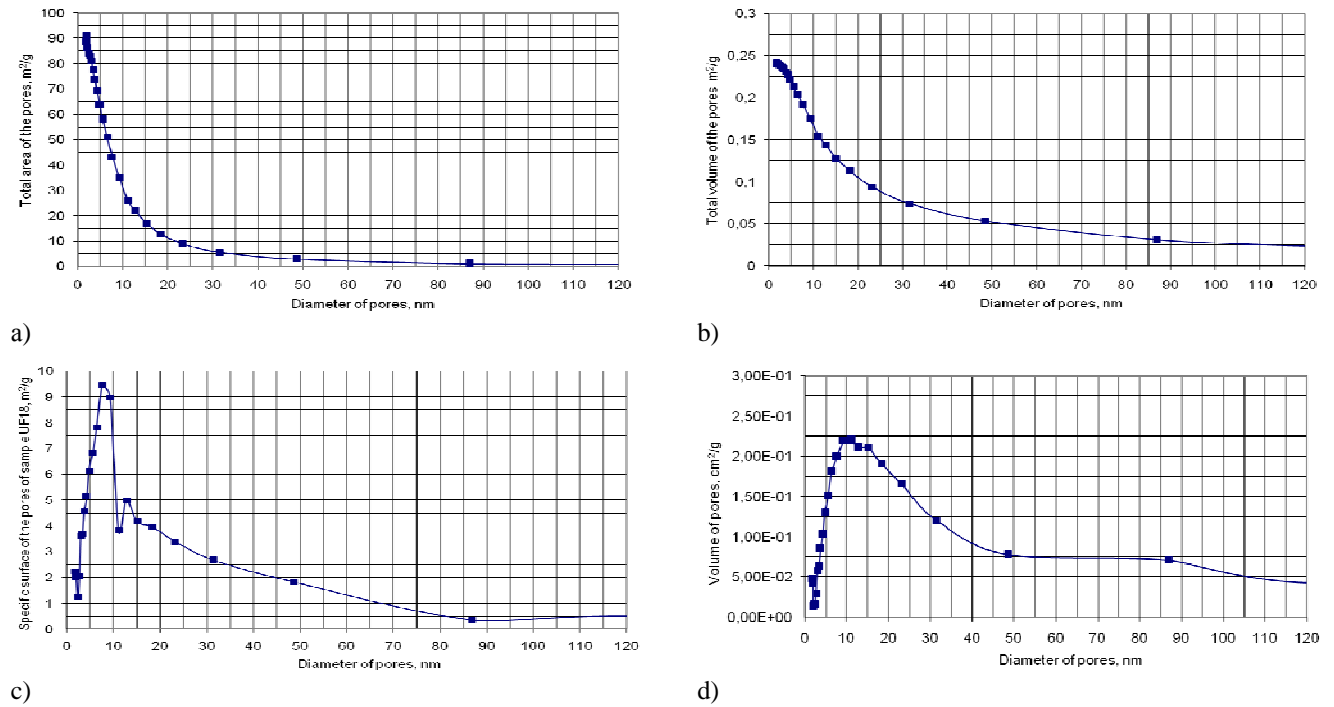 Total area of the pores, m²/g
100
90
80
70
60
50
40
30
20
10
0
0 10 20 30 40 50 60 70 80 90 100 110 120
Diameter of pores, nm
a)
Total volume of the pores m²/g
0,3
0,25
0,2
0,15
0,1
0,05
0
0 10 20 30 40 50 60 70 80 90 100 110 120
Diameter of pores, nm
b)
Specific surface of the pores of sample UF18, m²/g
10
9
8
7
6
5
4
3
2
1
0
0 10 20 30 40 50 60 70 80 90 100 110 120
Diameter of pores, nm
c)
Volume of pores, cm²/g
3,00E-01
2,50E-01
2,00E-01
1,50E-01
1,00E-01
5,00E-02
0,00E+00
0 10 20 30 40 50 60 70 80 90 100 110 120
Diameter of pores, nm
d)